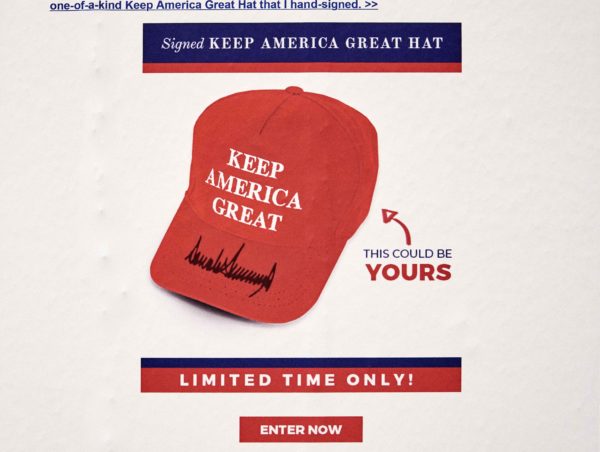 one-of-a-kind Keep America Great Hat that I hand-signed. >>
Signed KEEP AMERICA GREAT HAT
KEEP
AMERICA
GREAT
THIS COULD BE
YOURS
LIMITED TIME ONLY!
ENTER NOW